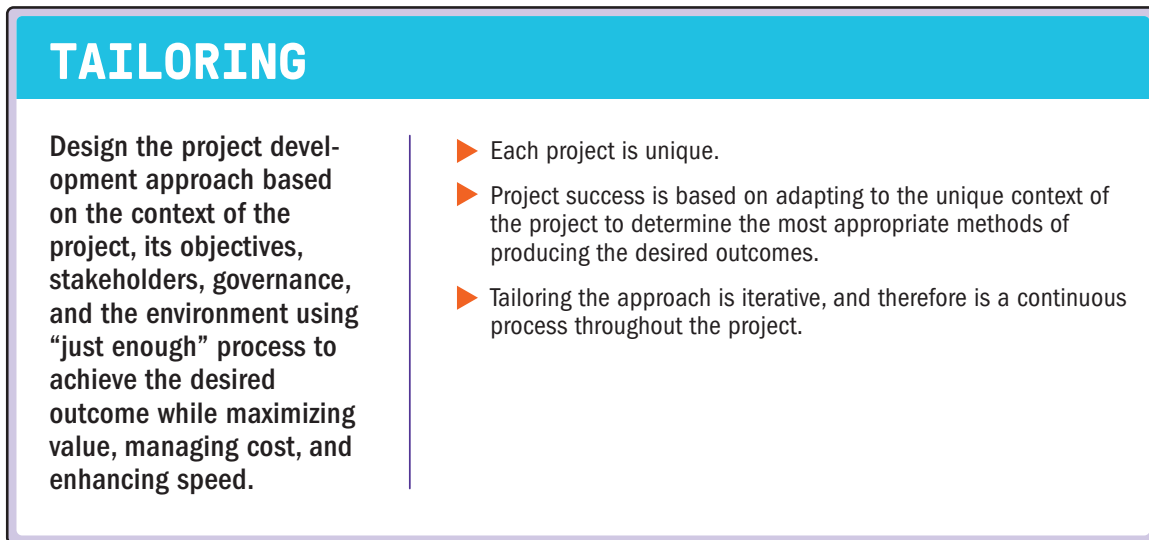 TAILORING
Design the project devel-
opment approach based
on the context of the
project, its objectives,
stakeholders, governance,
and the environment using
“just enough” process to
achieve the desired
outcome while maximizing
value, managing cost, and
enhancing speed.
Each project is unique.
Project success is based on adapting to the unique context of
the project to determine the most appropriate methods of
producing the desired outcomes.
Tailoring the approach is iterative, and therefore is a continuous
process throughout the project.